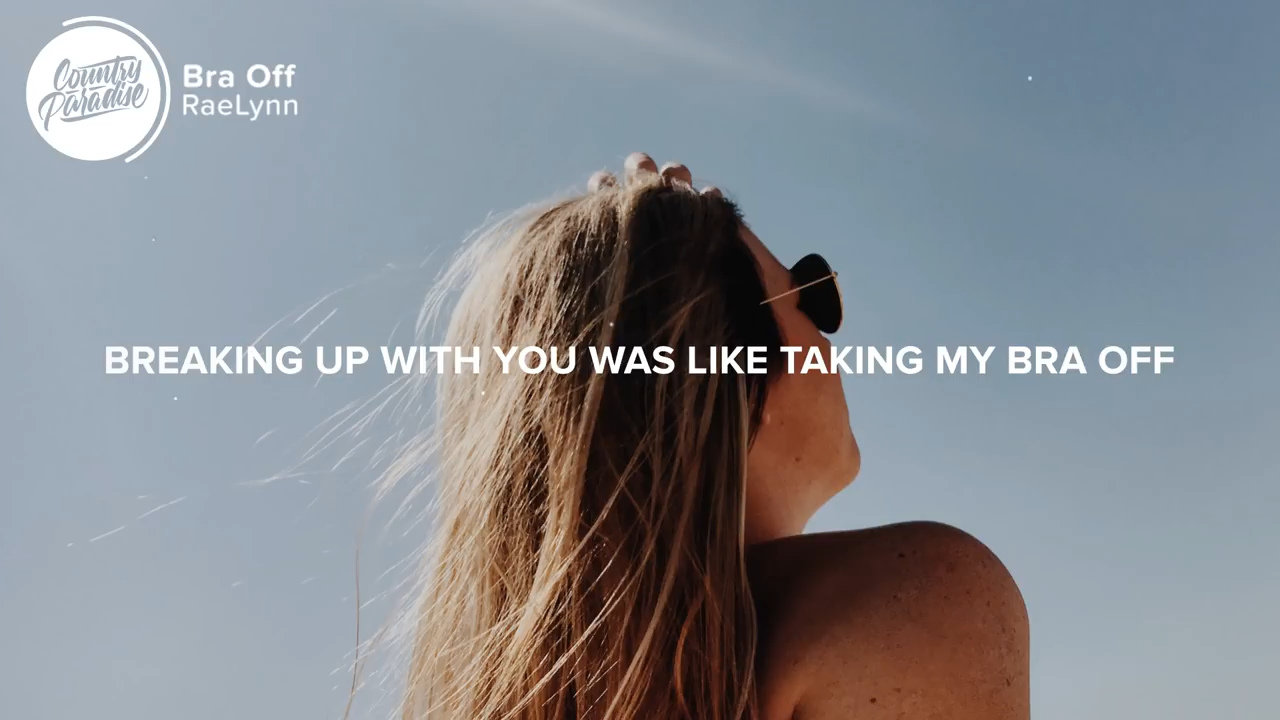 Country
Paradise
Bra Off
RaeLynn
BREAKING UP WITH YOU WAS LIKE TAKING MY BRA OFF